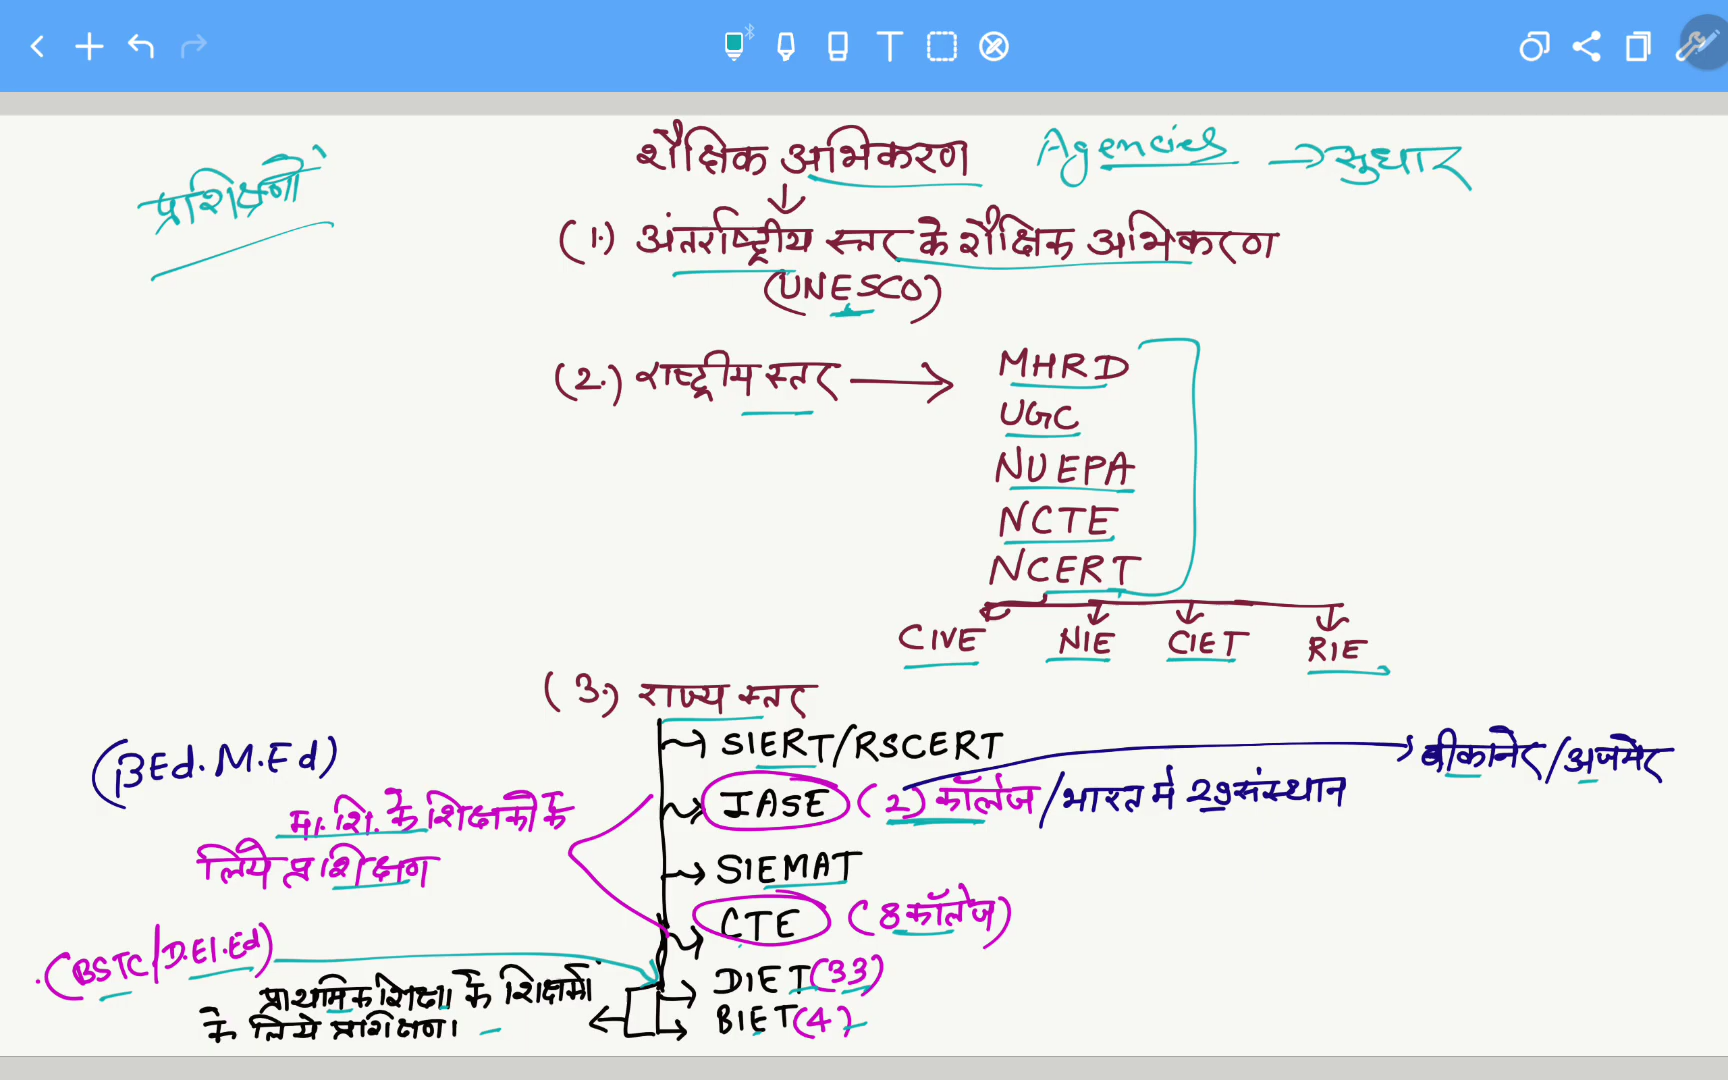 शैक्षिक अभिकरण Agencies → सुधार
प्रशिक्षणों
(1.) अंतर्राष्ट्रीय स्तर के शैक्षिक अभिकरण
(UNESCO)
(2.) राष्ट्रीय स्तर → MHRD
UGC
NUEPA
NCTE
NCERT
CIVE NIE CIET RIE
(3.) राज्य स्तर
→ SIERT/RSCERT
(BEd. M.Ed)
→ IASE (2) कॉलेज/भारत में 29 संस्थान → बीकानेर/अजमेर
मा. शि. के शिक्षकों के
लिये प्रशिक्षण
→ SIEMAT
→ CTE (8 कॉलेज)
(BSTC/D.El.Ed)
→ DIET (33)
प्राथमिक शिक्षा के शिक्षकों
के लिये प्रशिक्षण।
→ BIET (4)